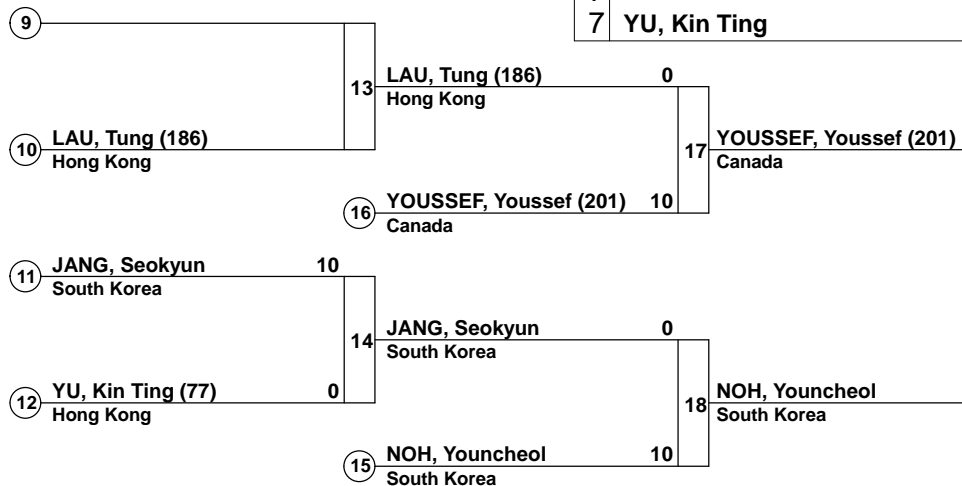 7 YU, Kin Ting
9
13 LAU, Tung (186) 0
Hong Kong
10 LAU, Tung (186)
Hong Kong
17 YOUSSEF, Youssef (201)
Canada
16 YOUSSEF, Youssef (201) 10
Canada
11 JANG, Seokyun 10
South Korea
14 JANG, Seokyun 0
South Korea
12 YU, Kin Ting (77) 0
Hong Kong
18 NOH, Youncheol
South Korea
15 NOH, Youncheol 10
South Korea